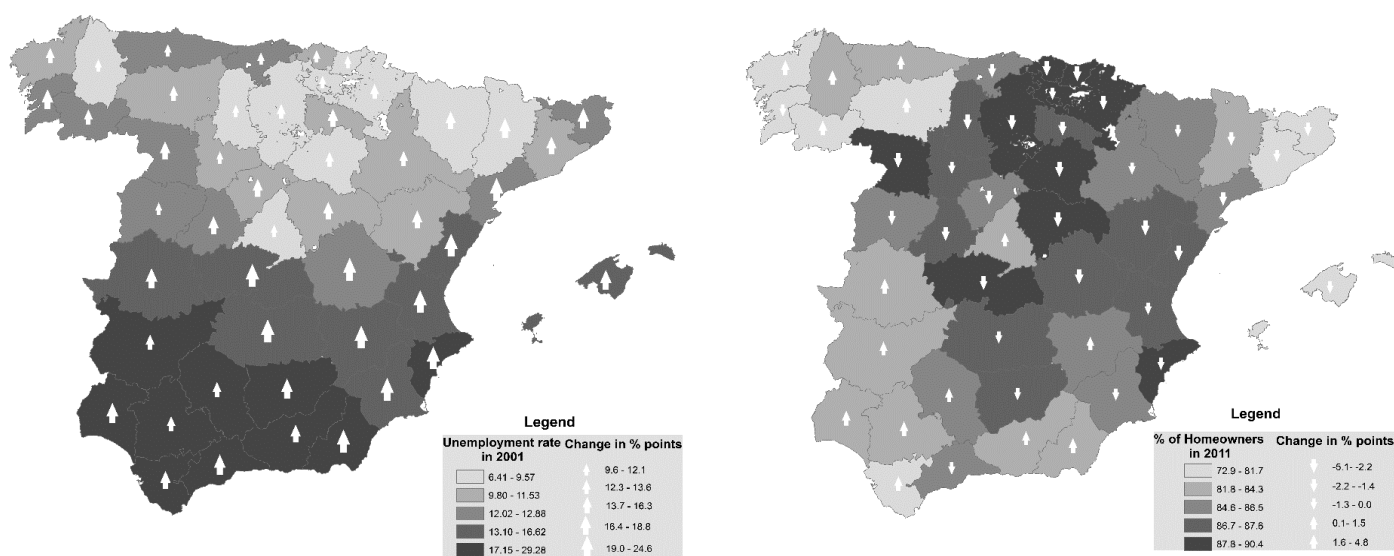 Legend
Unemployment rate in 2001 Change in % points
6.41 - 9.57 9.6 - 12.1
9.80 - 11.53 12.3 - 13.6
12.02 - 12.88 13.7 - 16.3
13.10 - 16.62 16.4 - 18.8
17.15 - 29.28 19.0 - 24.6
Legend
% of Homeowners in 2011 Change in % points
72.9 - 81.7 -5.1- -2.2
81.8 - 84.3 -2.2 - -1.4
84.6 - 86.5 -1.3 - 0.0
86.7 - 87.6 0.1 - 1.5
87.8 - 90.4 1.6 - 4.8